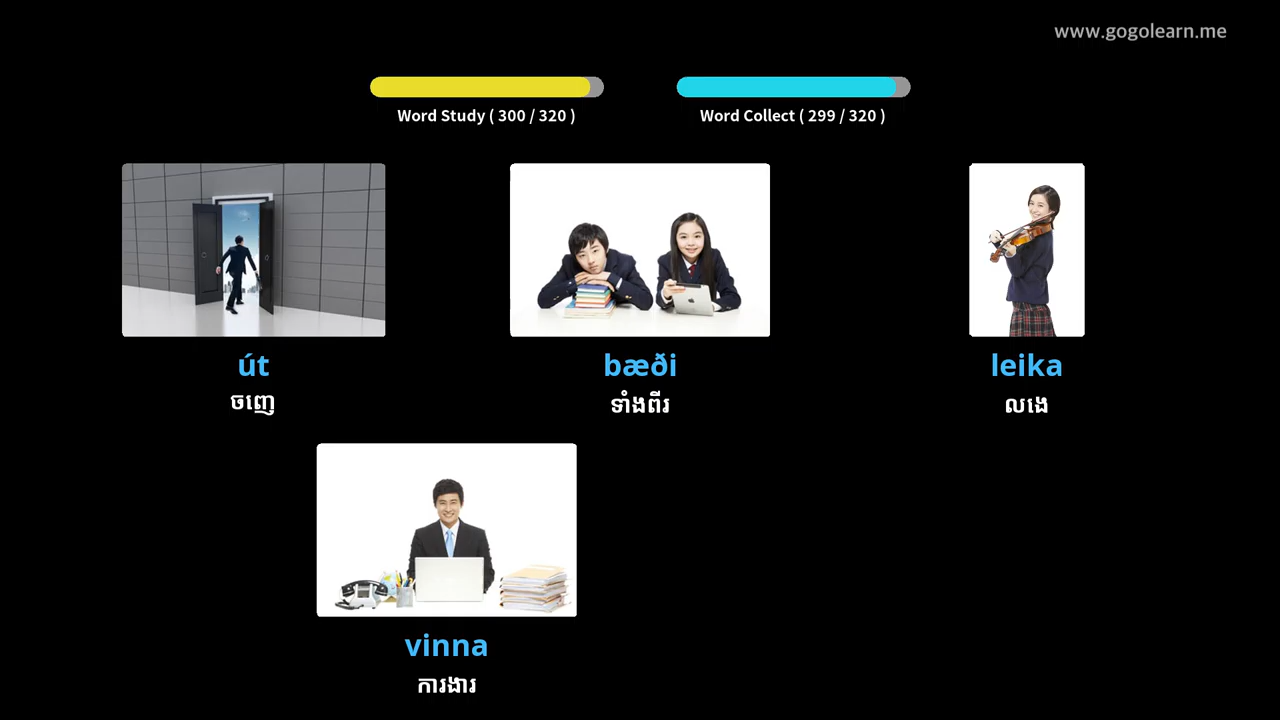 www.gogolearn.me
Word Study ( 300 / 320 )
Word Collect ( 299 / 320 )
út
ចេញ
bæði
ទាំងពីរ
leika
លេង
vinna
ការងារ